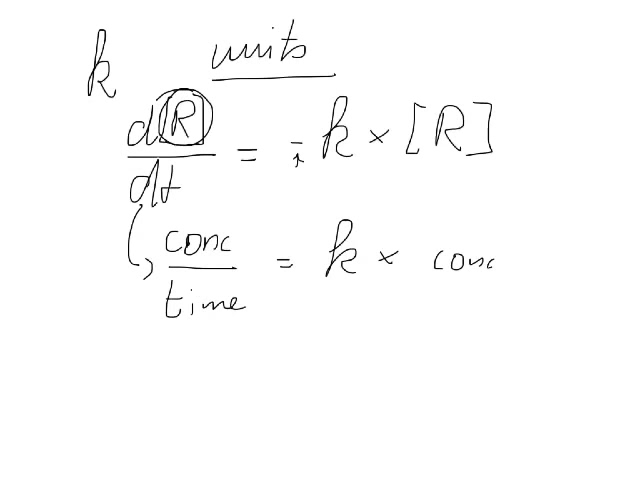 k units
d[R]/dt = - k × [R]
conc/time = k × conc